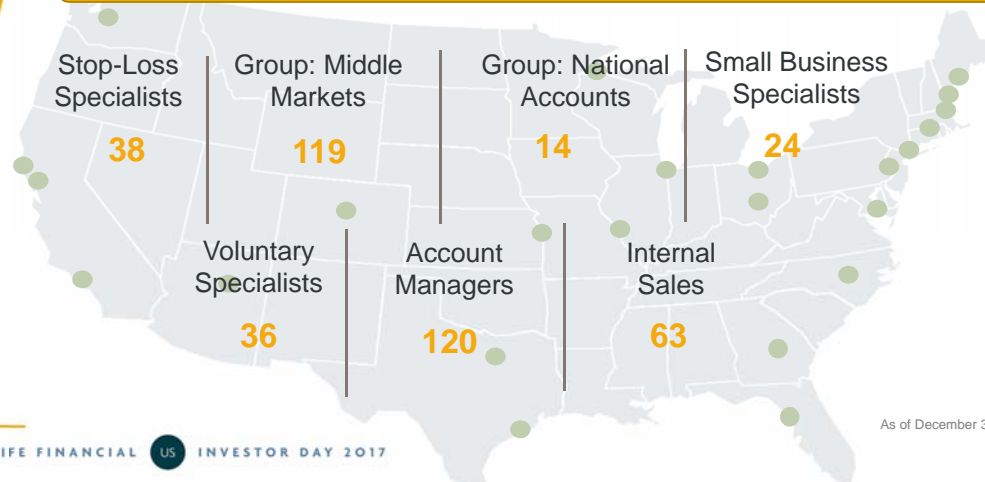 Stop-Loss
Specialists
38
Group: Middle
Markets
119
Group: National
Accounts
14
Small Business
Specialists
24
Voluntary
Specialists
36
Account
Managers
120
Internal
Sales
63
As of December 3
IFE FINANCIAL US INVESTOR DAY 2017